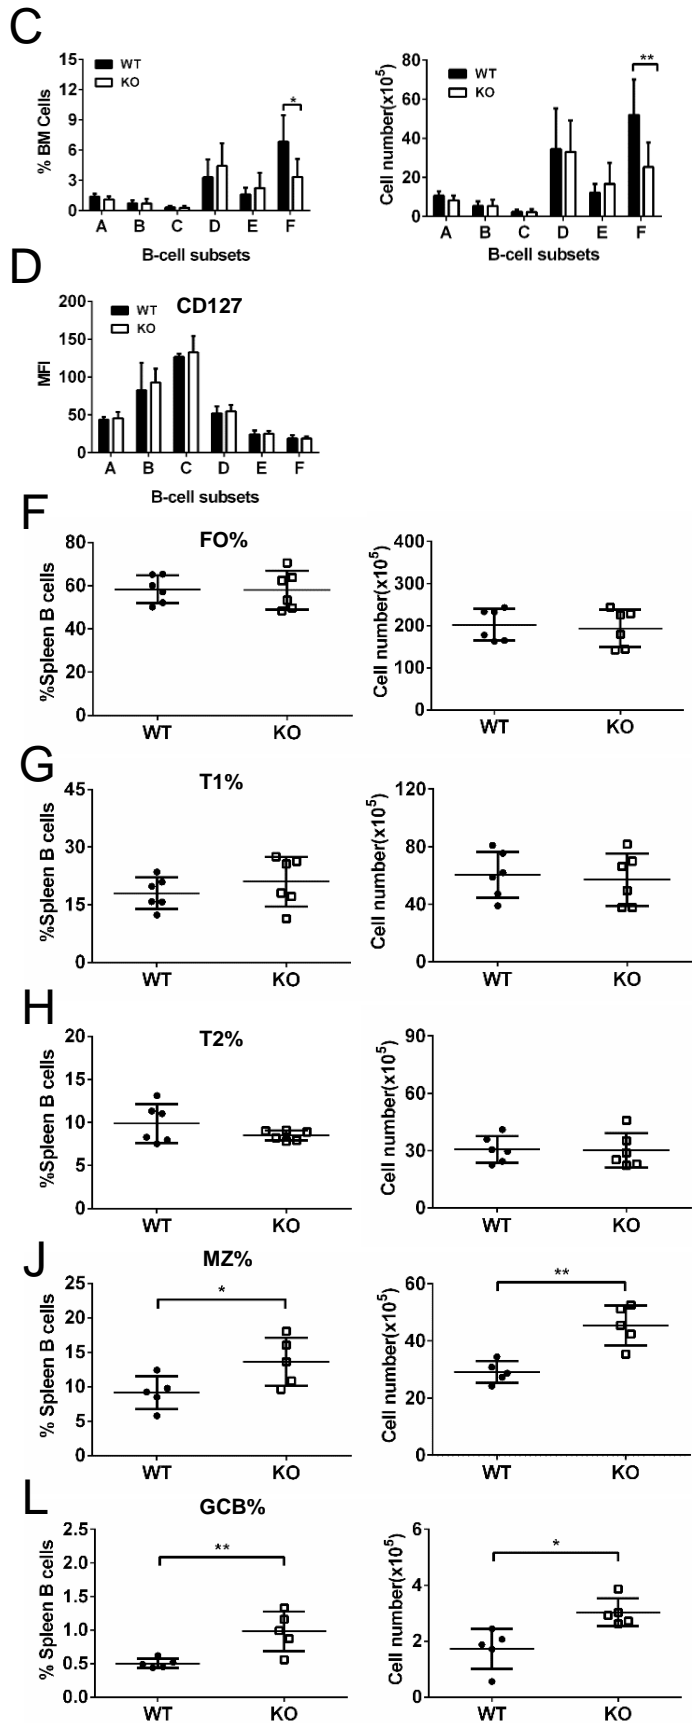 C
15
12
9
6
3
0
% BM Cells
WT
KO
*
A B C D E F
B-cell subsets
80
60
40
20
0
Cell number(x10⁵)
WT
KO
**
A B C D E F
B-cell subsets
D
200
150
100
50
0
MFI
WT
KO
CD127
A B C D E F
B-cell subsets
F
FO%
80
60
40
20
0
%Spleen B cells
WT KO
400
300
200
100
0
Cell number(x10⁵)
WT KO
G
T1%
45
30
15
0
%Spleen B cells
WT KO
120
80
40
0
Cell number(x10⁵)
WT KO
H
T2%
20
15
10
5
0
%Spleen B cells
WT KO
90
60
30
0
Cell number(x10⁵)
WT KO
J
MZ%
25
20
15
10
5
0
% Spleen B cells
*
WT KO
60
40
20
0
Cell number(x10⁵)
**
WT KO
L
GCB%
2.5
2.0
1.5
1.0
0.5
0.0
% Spleen B cells
**
WT KO
6
4
2
0
Cell number(x10⁵)
*
WT KO